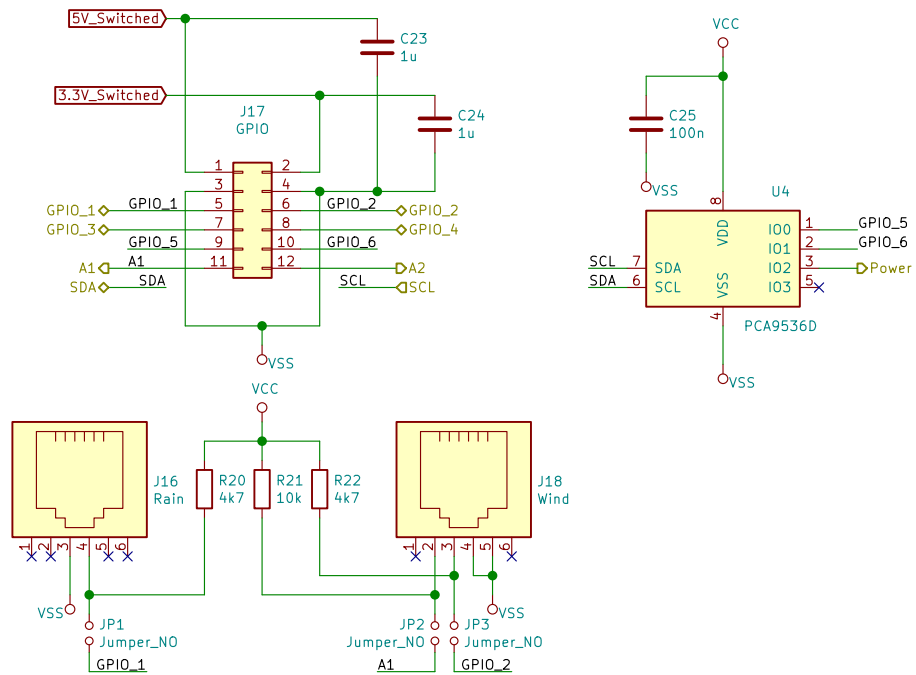 5V_Switched
C23
1u
3.3V_Switched
J17
GPIO
C24
1u
1 2
3 4
GPIO_1 GPIO_1 5 6 GPIO_2 GPIO_2
GPIO_3 7 8 GPIO_4
GPIO_5 9 10 GPIO_6
A1 A1 11 12 A2
SDA SDA SCL SCL
VSS
VCC
C25
100n
VSS
U4
8
VDD
IO0 1 GPIO_5
IO1 2 GPIO_6
SCL 7 SDA IO2 3 Power
SDA 6 SCL IO3 5
VSS
4
PCA9536D
VSS
VCC
J16
Rain
R20
4k7
R21
10k
R22
4k7
J18
Wind
1 2 3 4 5 6
1 2 3 4 5 6
VSS
VSS
JP1
Jumper_NO
JP2
Jumper_NO
JP3
Jumper_NO
GPIO_1
A1
GPIO_2